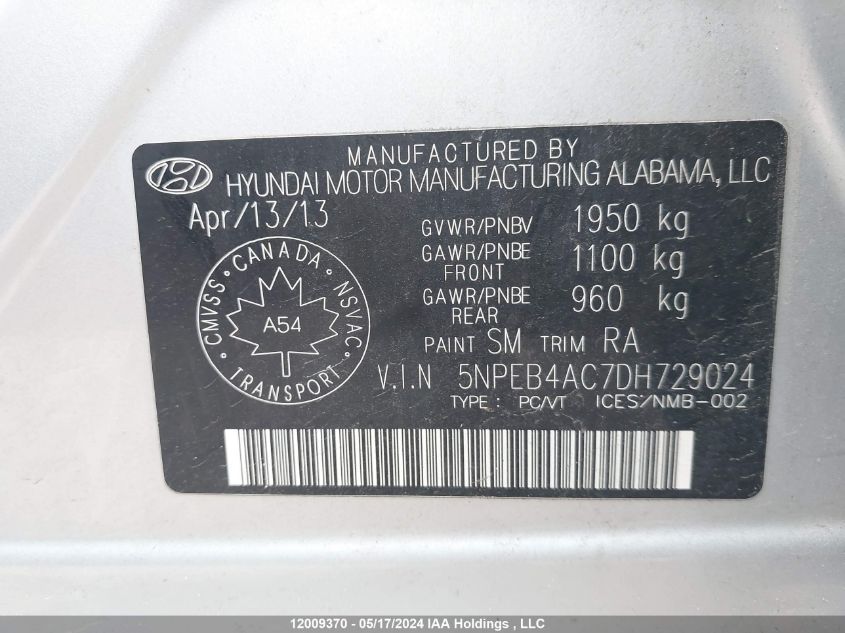 MANUFACTURED BY
HYUNDAI MOTOR MANUFACTURING ALABAMA, LLC
Apr/13/13
GVWR/PNBV 1950 kg
GAWR/PNBE FRONT 1100 kg
GAWR/PNBE REAR 960 kg
PAINT SM TRIM RA
V.I.N 5NPEB4AC7DH729024
TYPE : PC/VT ICES/NMB-002
CMVSS • CANADA • NSVAC • TRANSPORT •
A54
12009370 - 05/17/2024 IAA Holdings , LLC